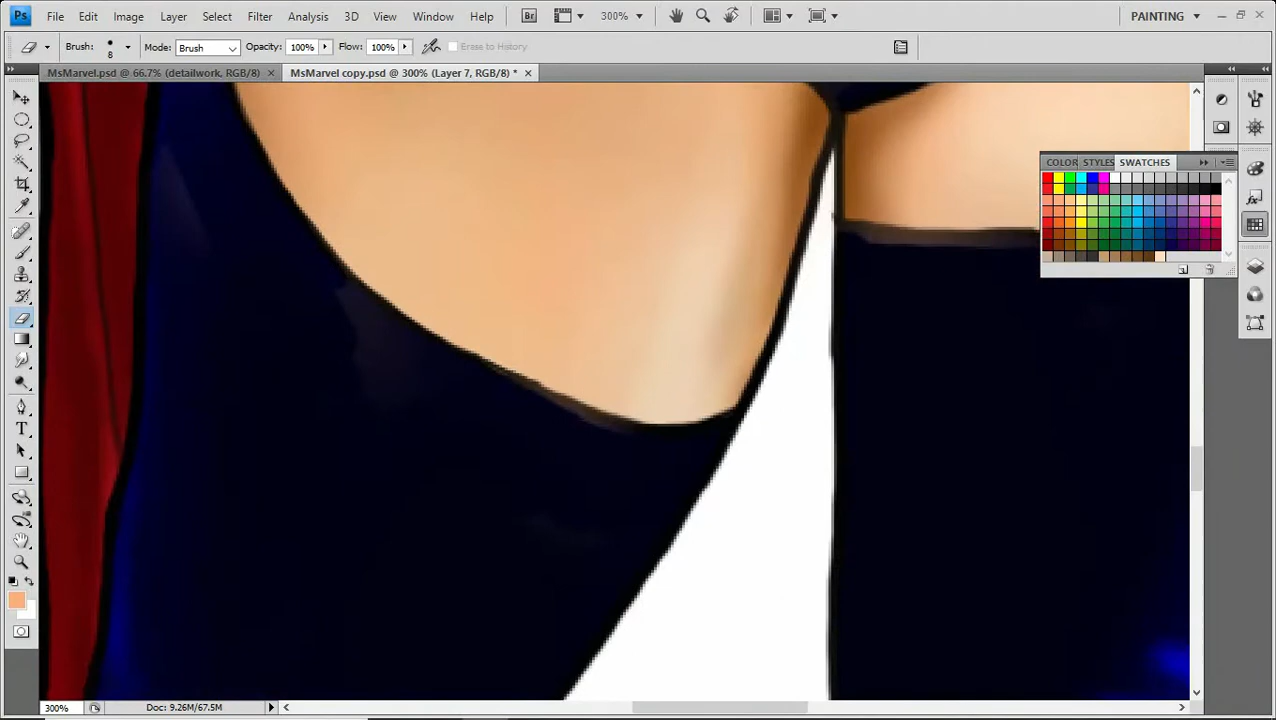 Ps File Edit Image Layer Select Filter Analysis 3D View Window Help Br 300% PAINTING
Brush: 8 Mode: Brush Opacity: 100% Flow: 100% Erase to History
MsMarvel.psd @ 66.7% (detailwork, RGB/8) × MsMarvel copy.psd @ 300% (Layer 7, RGB/8) * ×
COLOR STYLES SWATCHES
T
300% Doc: 9.26M/67.5M